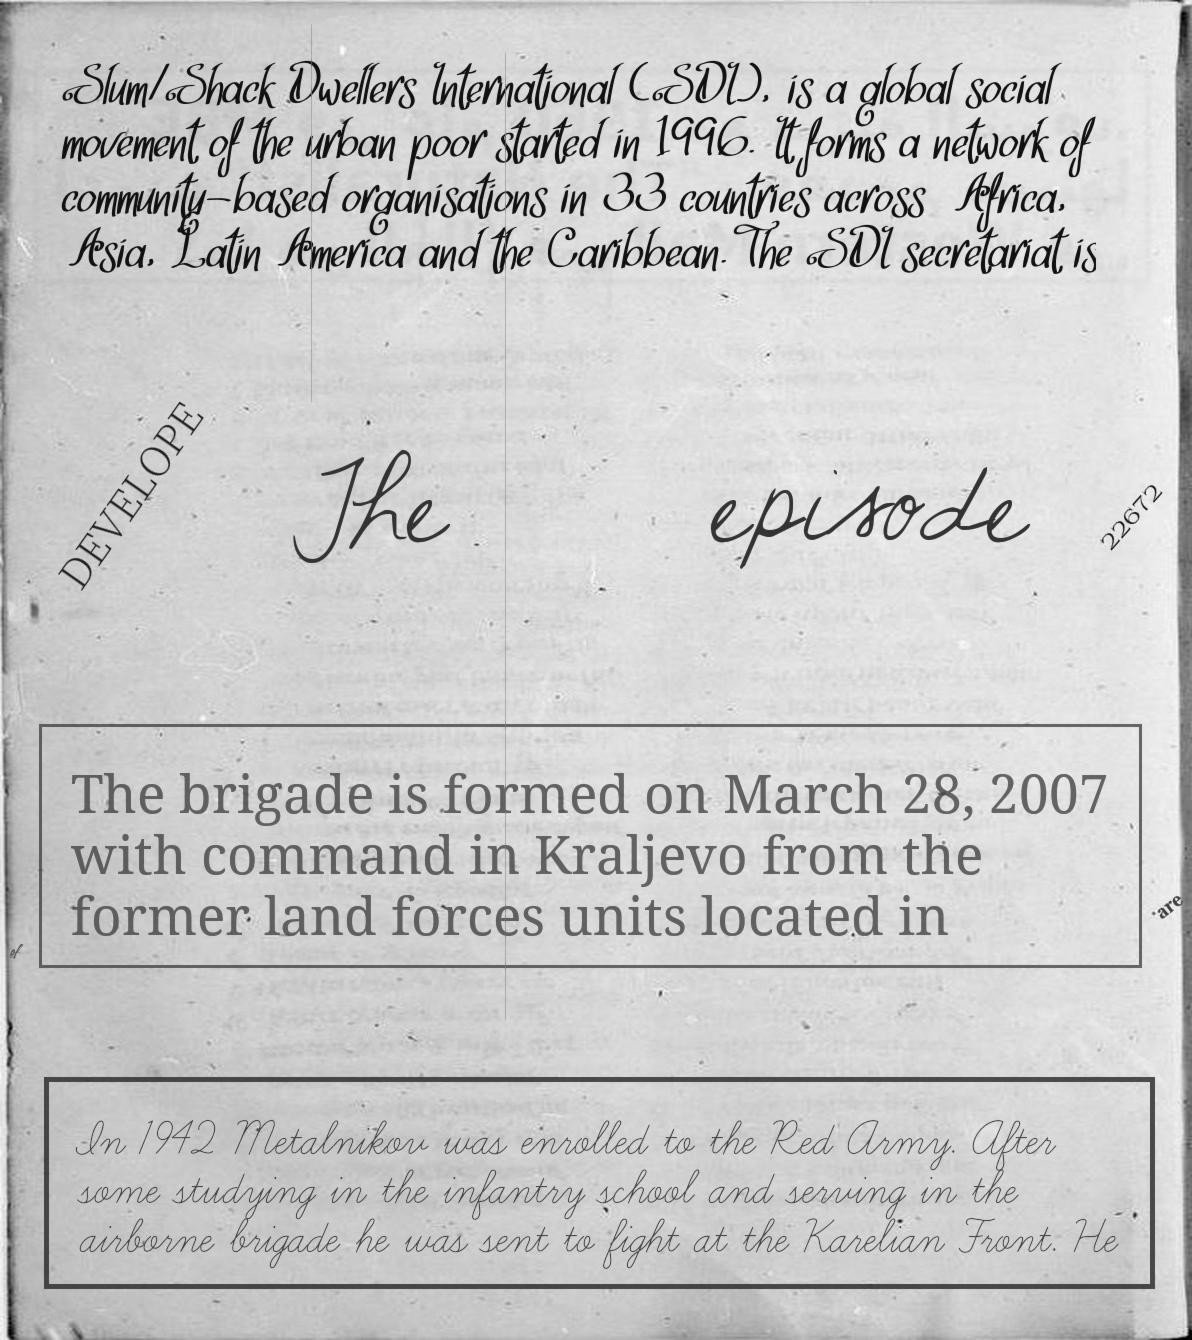 Slum/Shack Dwellers International (SDI), is a global social
movement of the urban poor started in 1996. It forms a network of
community-based organisations in 33 countries across Africa,
Asia, Latin America and the Caribbean. The SDI secretariat is
DEVELOPE
The episode
22672
The brigade is formed on March 28, 2007
with command in Kraljevo from the
former land forces units located in
are
of
In 1942 Metalnikov was enrolled to the Red Army. After
some studying in the infantry school and serving in the
airborne brigade he was sent to fight at the Karelian Front. He